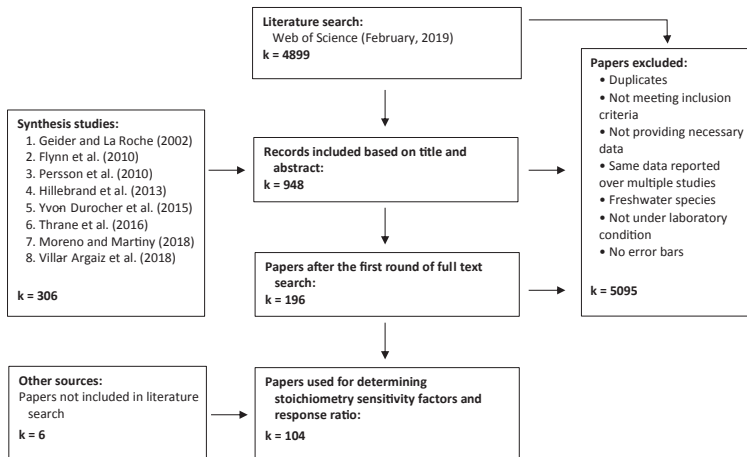 Literature search:
Web of Science (February, 2019)
k = 4899
Papers excluded:
• Duplicates
• Not meeting inclusion
criteria
• Not providing necessary
data
• Same data reported
over multiple studies
• Freshwater species
• Not under laboratory
condition
• No error bars
k = 5095
Synthesis studies:
1. Geider and La Roche (2002)
2. Flynn et al. (2010)
3. Persson et al. (2010)
4. Hillebrand et al. (2013)
5. Yvon Durocher et al. (2015)
6. Thrane et al. (2016)
7. Moreno and Martiny (2018)
8. Villar Argaiz et al. (2018)
k = 306
Records included based on title and
abstract:
k = 948
Papers after the first round of full text
search:
k = 196
Other sources:
Papers not included in literature
search
k = 6
Papers used for determining
stoichiometry sensitivity factors and
response ratio:
k = 104